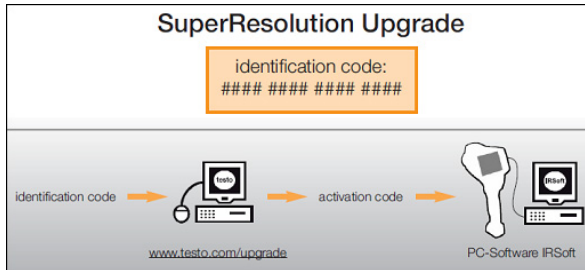 SuperResolution Upgrade
identification code:
#### #### #### ####
identification code
testo
activation code
IRSoft
www.testo.com/upgrade
PC-Software IRSoft